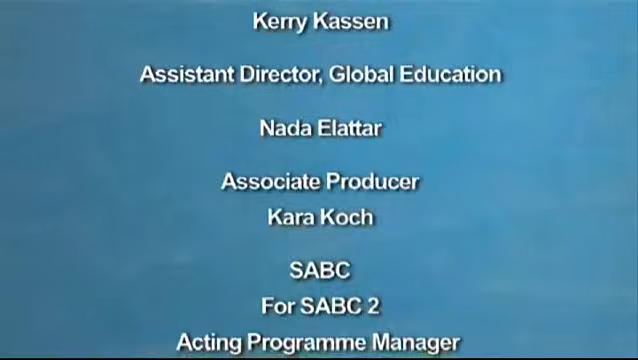 Kerry Kassen
Assistant Director, Global Education
Nada Elattar
Associate Producer
Kara Koch
SABC
For SABC 2
Acting Programme Manager